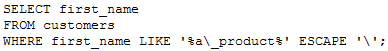 SELECT first_name
FROM customers
WHERE first_name LIKE '%a\_product%' ESCAPE '\';